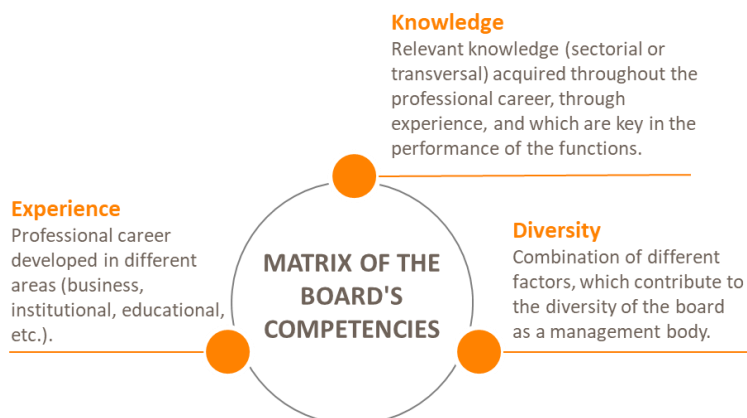 Knowledge
Relevant knowledge (sectorial or
transversal) acquired throughout the
professional career, through
experience, and which are key in the
performance of the functions.
Experience
Professional career
developed in different
areas (business,
institutional, educational,
etc.).
MATRIX OF THE
BOARD'S
COMPETENCIES
Diversity
Combination of different
factors, which contribute to
the diversity of the board
as a management body.